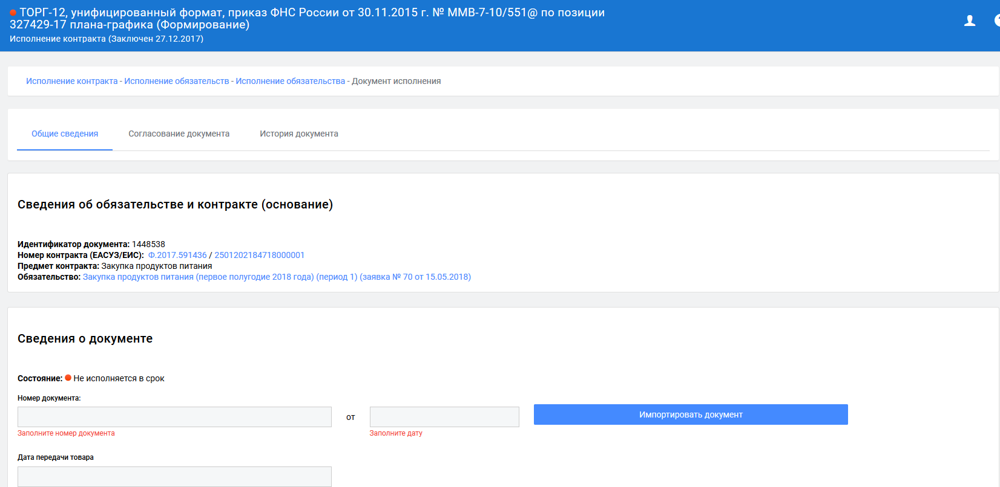 ТОРГ-12, унифицированный формат, приказ ФНС России от 30.11.2015 г. № ММВ-7-10/551@ по позиции
327429-17 плана-графика (Формирование)
Исполнение контракта (Заключен 27.12.2017)
Исполнение контракта - Исполнение обязательств - Исполнение обязательства - Документ исполнения
Общие сведения Согласование документа История документа
Сведения об обязательстве и контракте (основание)
Идентификатор документа: 1448538
Номер контракта (ЕАСУЗ/ЕИС): Ф.2017.591436 / 2501202184718000001
Предмет контракта: Закупка продуктов питания
Обязательство: Закупка продуктов питания (первое полугодие 2018 года) (период 1) (заявка № 70 от 15.05.2018)
Сведения о документе
Состояние: Не исполняется в срок
Номер документа:
от Импортировать документ
Заполните номер документа Заполните дату
Дата передачи товара